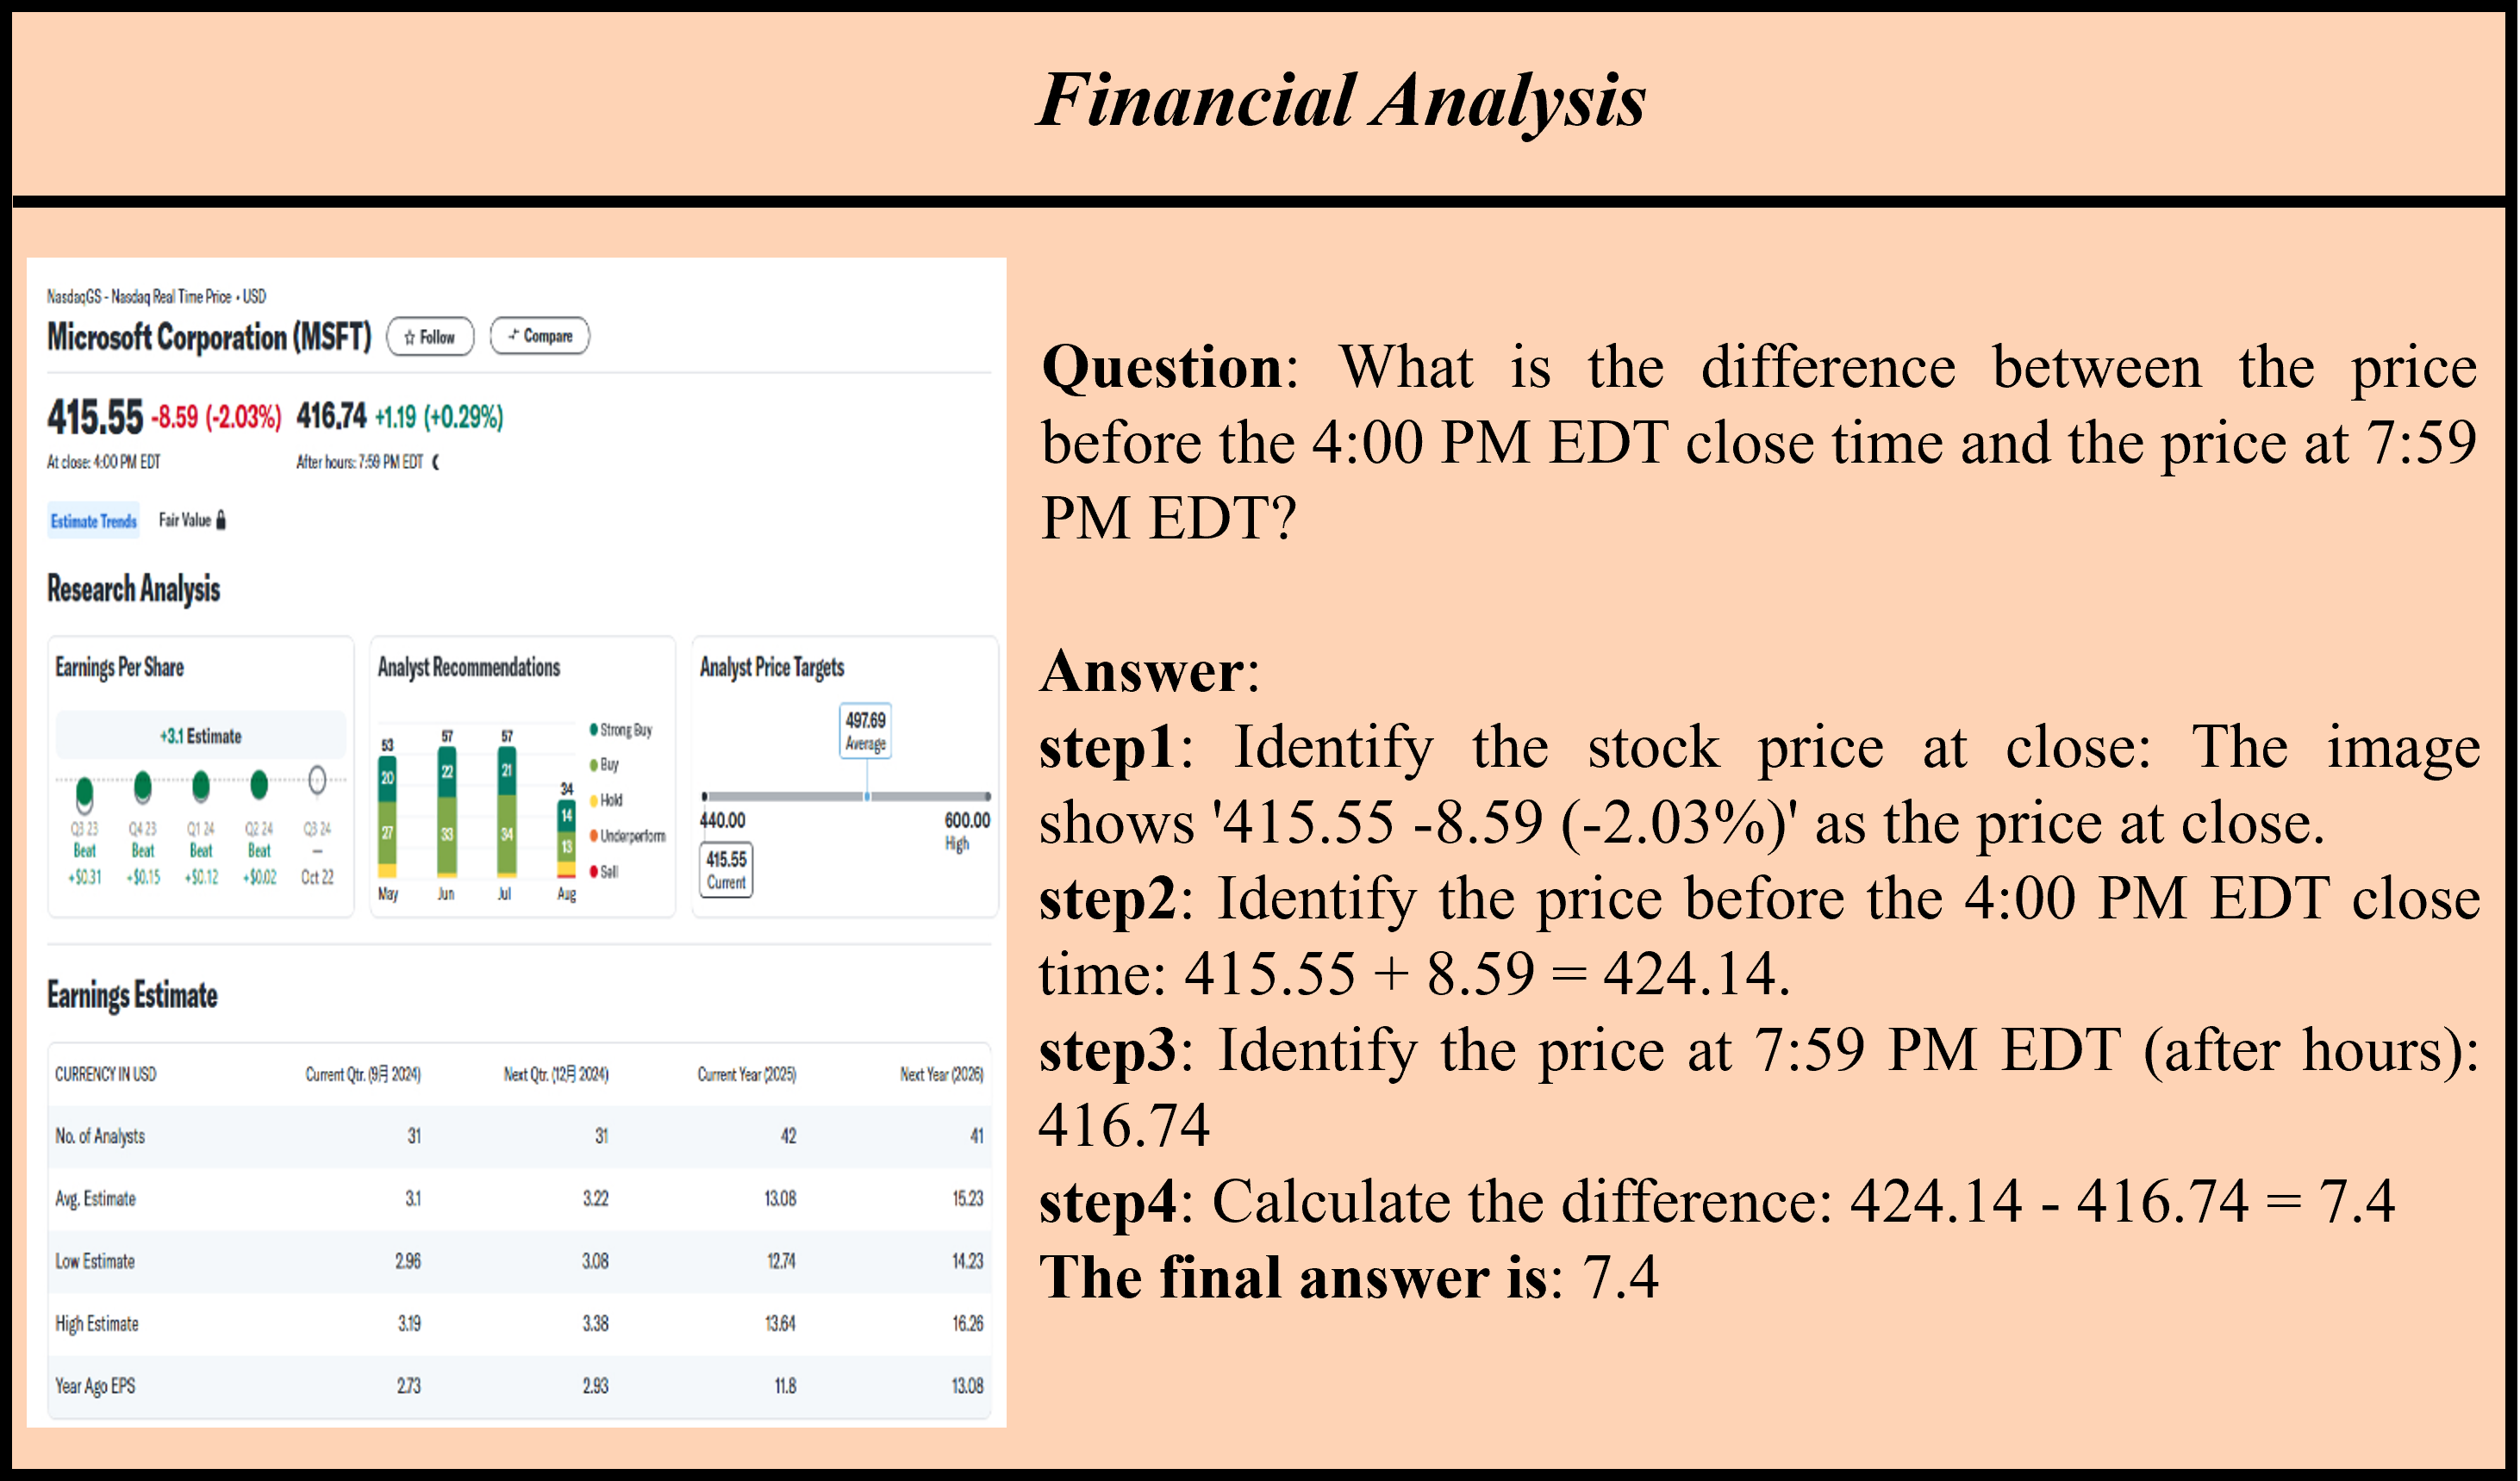 Financial Analysis
NasdaqGS - Nasdaq Real Time Price • USD
Microsoft Corporation (MSFT)
☆ Follow
Compare
415.55 -8.59 (-2.03%) 416.74 +1.19 (+0.29%)
At close: 4:00 PM EDT
After hours: 7:59 PM EDT
Estimate Trends
Fair Value
Research Analysis
Earnings Per Share
+3.1 Estimate
Q3 23 Q4 23 Q1 24 Q2 24 Q3 24
Beat Beat Beat Beat —
+$0.31 +$0.15 +$0.12 +$0.02 Oct 22
Analyst Recommendations
53 57 57 34
20 22 21 14
27 33 34 13
May Jun Jul Aug
Strong Buy
Buy
Hold
Underperform
Sell
Analyst Price Targets
497.69
Average
440.00 600.00
High
415.55
Current
Earnings Estimate
CURRENCY IN USD Current Qtr. (9月 2024) Next Qtr. (12月 2024) Current Year (2025) Next Year (2026)
No. of Analysts 31 31 42 41
Avg. Estimate 3.1 3.22 13.08 15.23
Low Estimate 2.96 3.08 12.74 14.23
High Estimate 3.19 3.38 13.64 16.26
Year Ago EPS 2.73 2.93 11.8 13.08
Question: What is the difference between the price
before the 4:00 PM EDT close time and the price at 7:59
PM EDT?
Answer:
step1: Identify the stock price at close: The image
shows '415.55 -8.59 (-2.03%)' as the price at close.
step2: Identify the price before the 4:00 PM EDT close
time: 415.55 + 8.59 = 424.14.
step3: Identify the price at 7:59 PM EDT (after hours):
416.74
step4: Calculate the difference: 424.14 - 416.74 = 7.4
The final answer is: 7.4